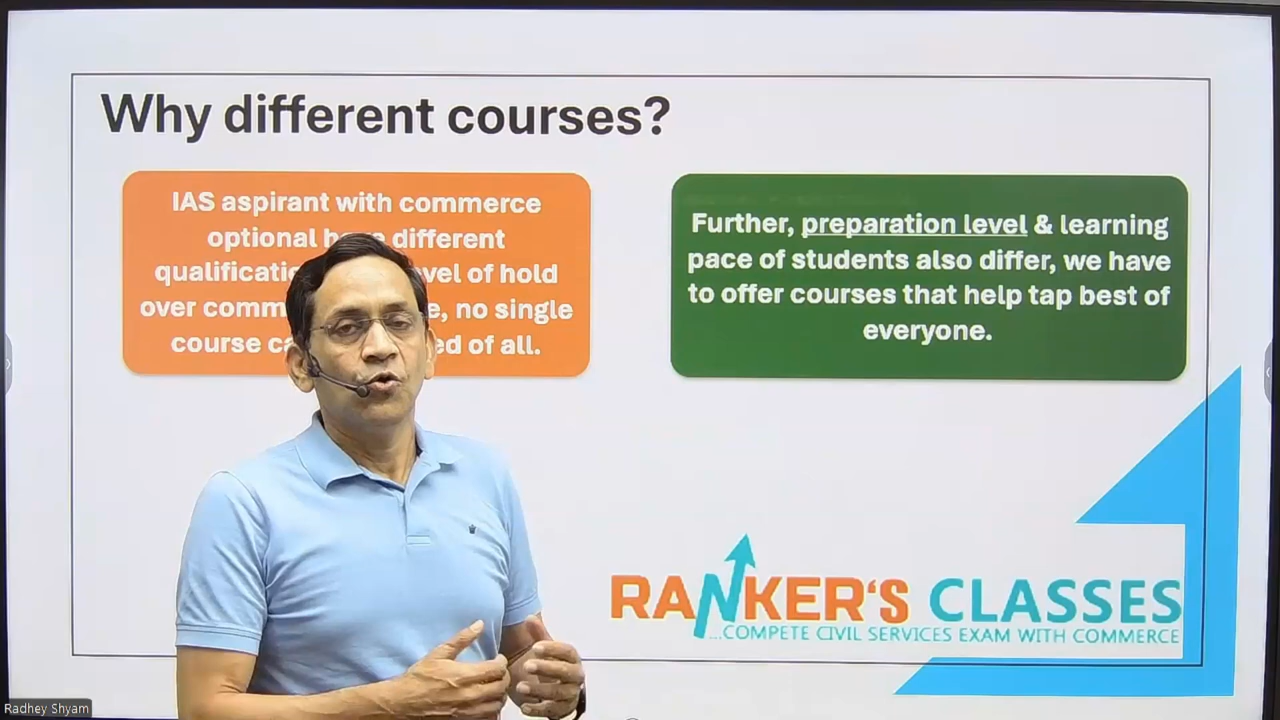 Why different courses?
IAS aspirant with commerce
optional different
of hold
over no single
course of all.
Further, preparation level & learning
pace of students also differ, we have
to offer courses that help tap best of
everyone.
RANKER'S CLASSES
...COMPETE CIVIL SERVICES EXAM WITH COMMERCE
Radhey Shyam